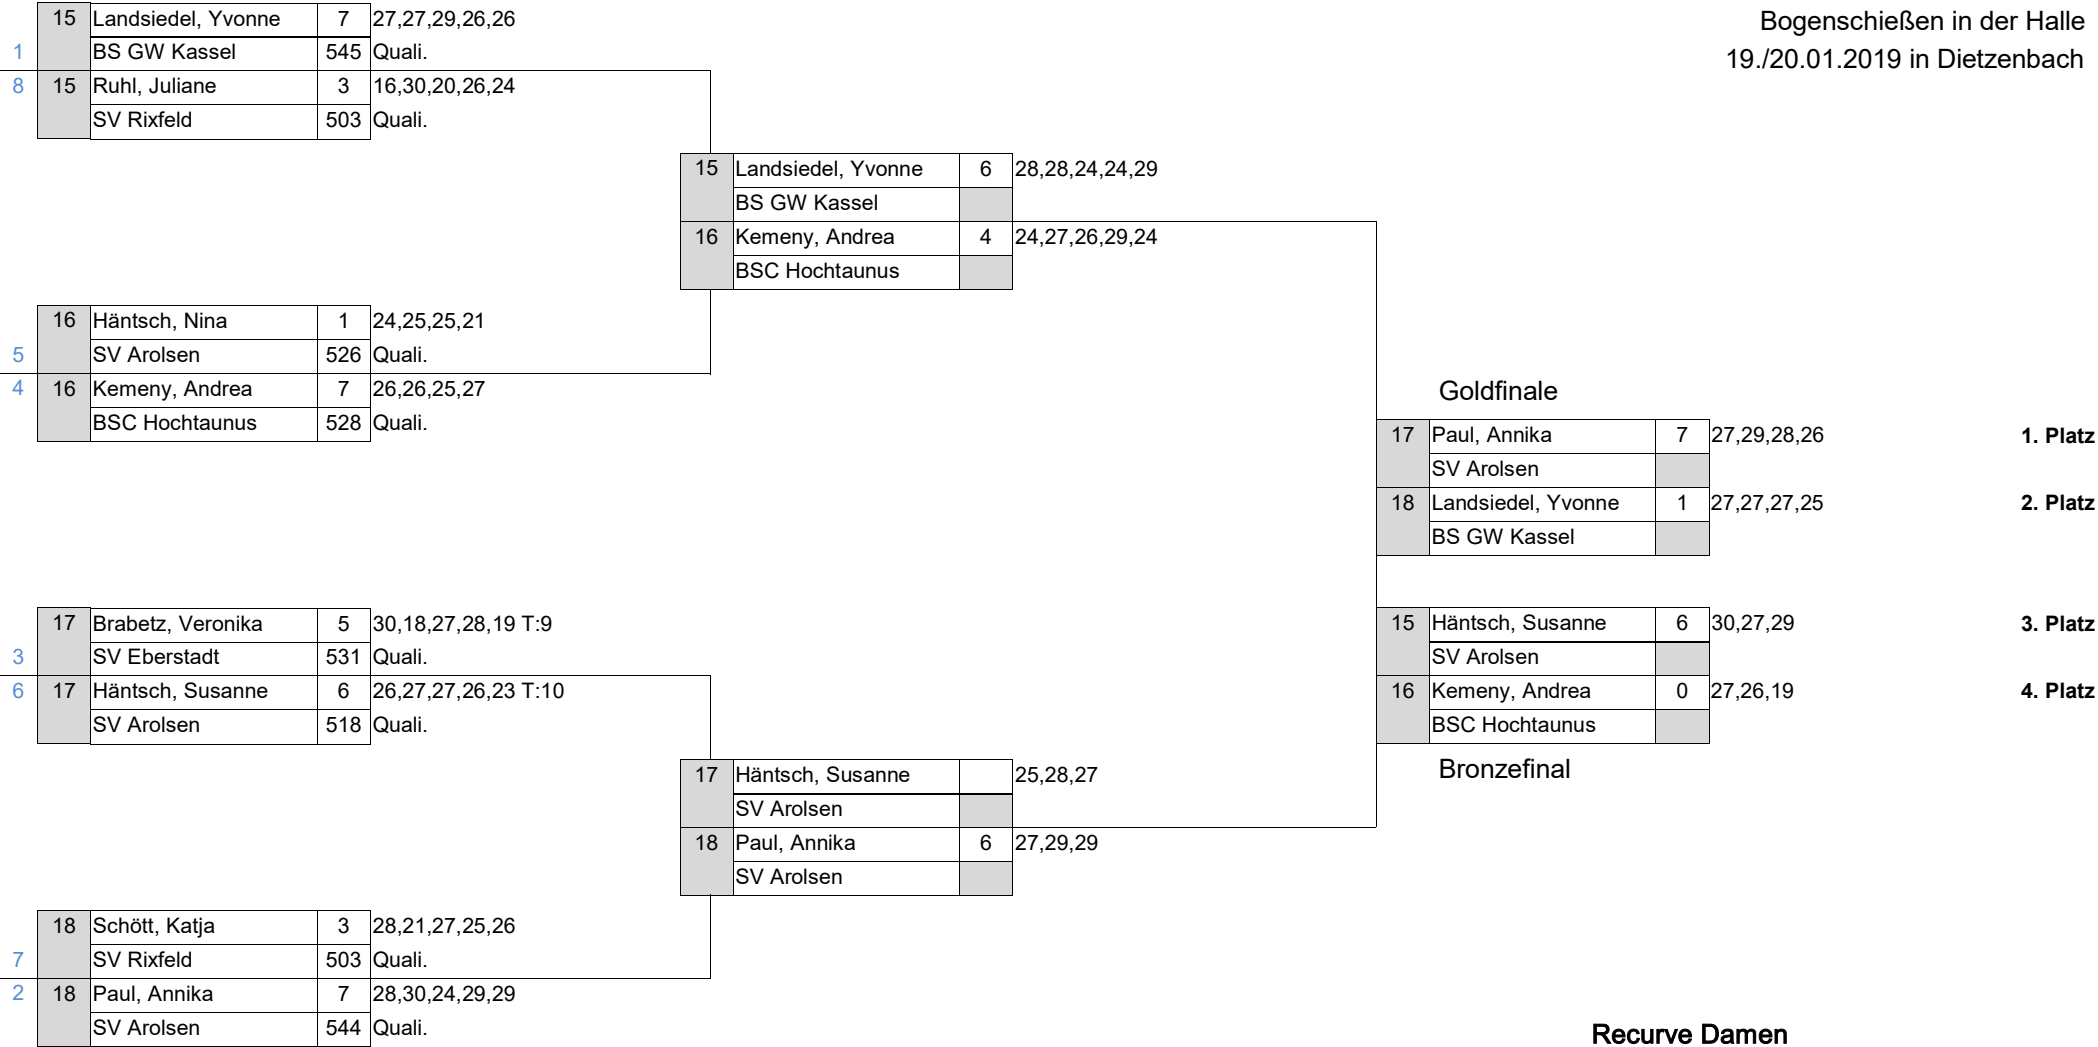 Bogenschießen in der Halle
19./20.01.2019 in Dietzenbach
15 Landsiedel, Yvonne 7 27,27,29,26,26
1 BS GW Kassel 545 Quali.
8 15 Ruhl, Juliane 3 16,30,20,26,24
SV Rixfeld 503 Quali.
15 Landsiedel, Yvonne 6 28,28,24,24,29
BS GW Kassel
16 Kemeny, Andrea 4 24,27,26,29,24
BSC Hochtaunus
16 Häntsch, Nina 1 24,25,25,21
5 SV Arolsen 526 Quali.
4 16 Kemeny, Andrea 7 26,26,25,27
BSC Hochtaunus 528 Quali.
Goldfinale
17 Paul, Annika 7 27,29,28,26 1. Platz
SV Arolsen
18 Landsiedel, Yvonne 1 27,27,27,25 2. Platz
BS GW Kassel
17 Brabetz, Veronika 5 30,18,27,28,19 T:9
3 SV Eberstadt 531 Quali.
6 17 Häntsch, Susanne 6 26,27,27,26,23 T:10
SV Arolsen 518 Quali.
15 Häntsch, Susanne 6 30,27,29 3. Platz
SV Arolsen
16 Kemeny, Andrea 0 27,26,19 4. Platz
BSC Hochtaunus
Bronzefinal
17 Häntsch, Susanne 25,28,27
SV Arolsen
18 Paul, Annika 6 27,29,29
SV Arolsen
18 Schött, Katja 3 28,21,27,25,26
7 SV Rixfeld 503 Quali.
2 18 Paul, Annika 7 28,30,24,29,29
SV Arolsen 544 Quali.
Recurve Damen